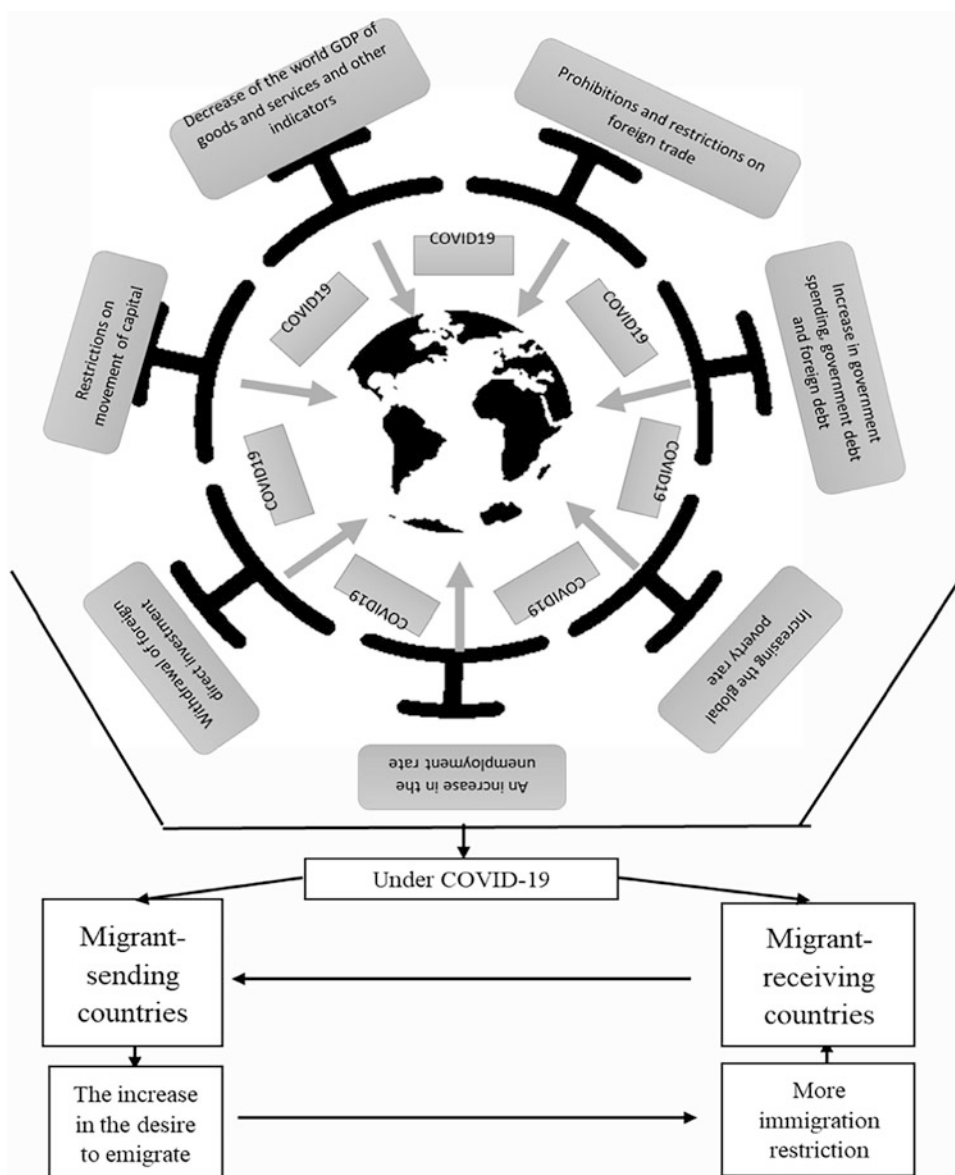 Decrease of the world GDP of
goods and services and other
indicators
Prohibitions and restrictions on
foreign trade
COVID19
COVID19
COVID19
Restrictions on
movement of capital
Increase in government
spending, government debt
and foreign debt
COVID19
COVID19
COVID19
COVID19
Withdrawal of foreign
direct investment
Increasing the global
poverty rate
An increase in the
unemployment rate
Under COVID-19
Migrant-
sending
countries
Migrant-
receiving
countries
The increase
in the desire
to emigrate
More
immigration
restriction